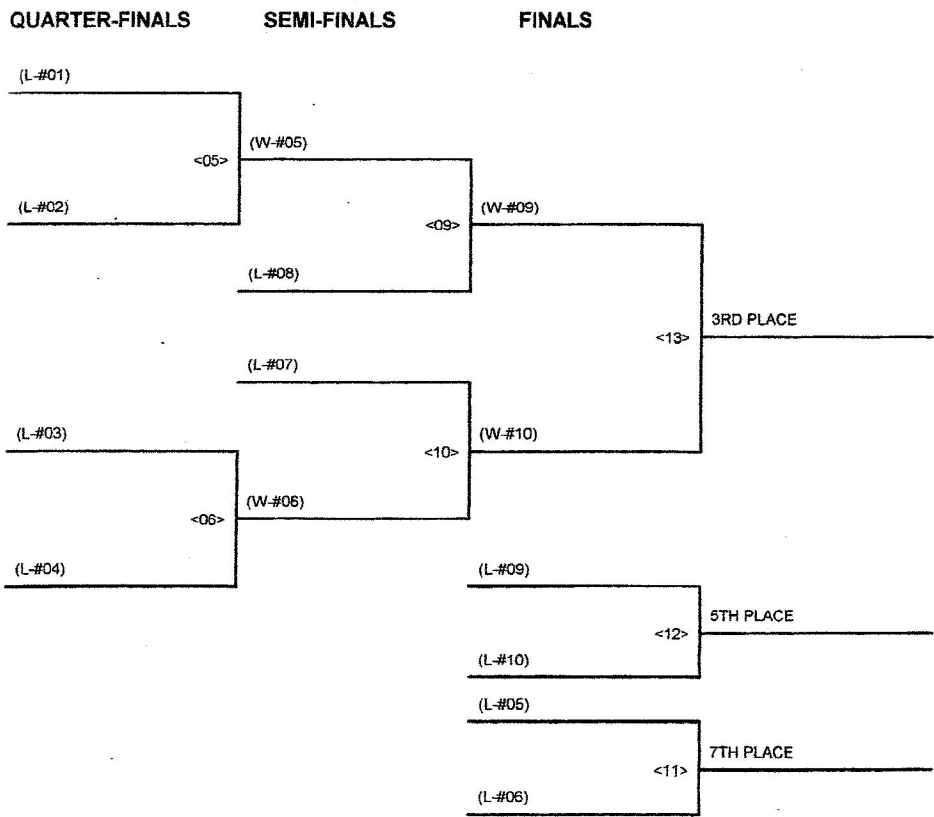 QUARTER-FINALS SEMI-FINALS FINALS
(L-#01)
(W-#05)
<05>
(L-#02)
(W-#09)
<09>
(L-#08)
3RD PLACE
<13>
(L-#07)
(L-#03)
(W-#10)
<10>
(W-#06)
<06>
(L-#04)
(L-#09)
5TH PLACE
<12>
(L-#10)
(L-#05)
7TH PLACE
<11>
(L-#06)